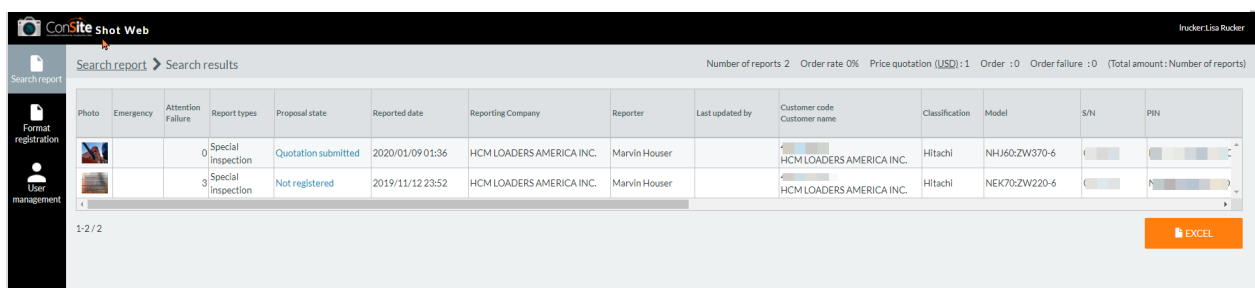 ConSite Shot Web
lrucker:Lisa Rucker
Search report
Format
registration
User
management
Search report > Search results
Number of reports 2 Order rate 0% Price quotation (USD) : 1 Order : 0 Order failure : 0 (Total amount : Number of reports)
Photo Emergency Attention Failure Report types Proposal state Reported date Reporting Company Reporter Last updated by Customer code Customer name Classification Model S/N PIN
0 Special inspection Quotation submitted 2020/01/09 01:36 HCM LOADERS AMERICA INC. Marvin Houser HCM LOADERS AMERICA INC. Hitachi NHJ60:ZW370-6
3 Special inspection Not registered 2019/11/12 23:52 HCM LOADERS AMERICA INC. Marvin Houser HCM LOADERS AMERICA INC. Hitachi NEK70:ZW220-6
1-2 / 2
EXCEL